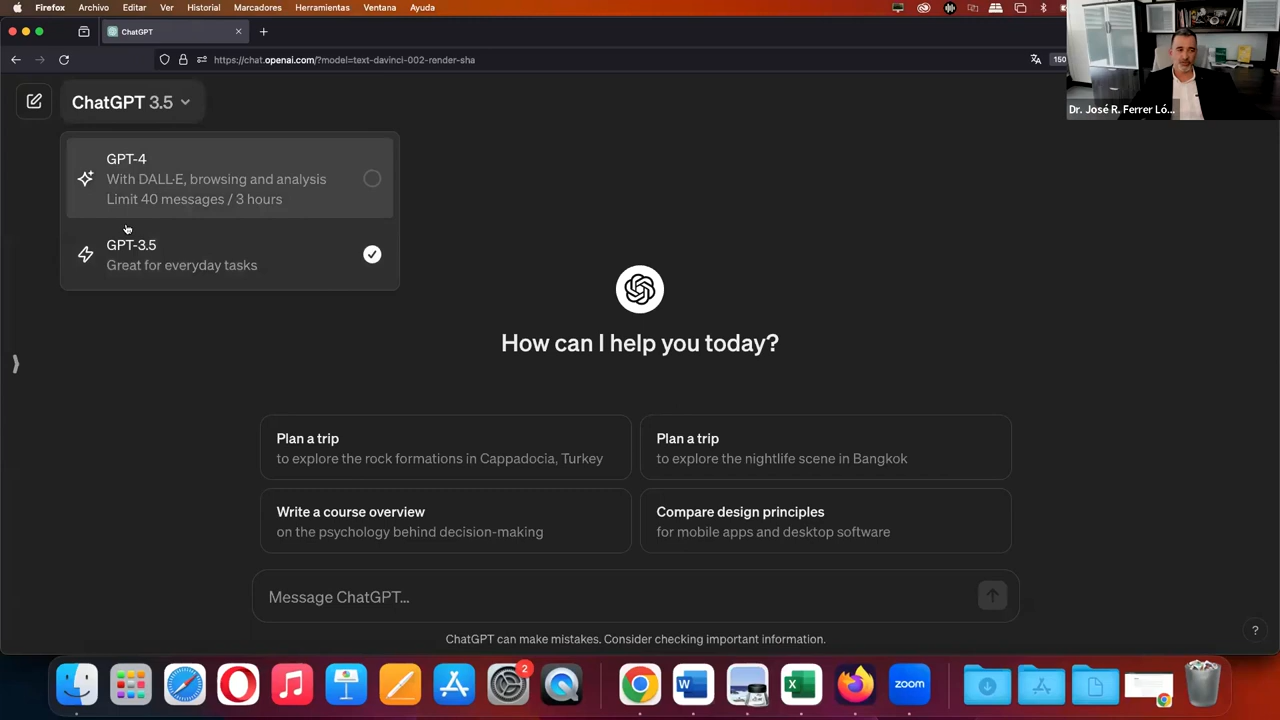 Firefox Archivo Editar Ver Historial Marcadores Herramientas Ventana Ayuda
ChatGPT
https://chat.openai.com/?model=text-davinci-002-render-sha
150
Dr. José R. Ferrer Ló...
ChatGPT 3.5
GPT-4
With DALL·E, browsing and analysis
Limit 40 messages / 3 hours
GPT-3.5
Great for everyday tasks
How can I help you today?
Plan a trip
to explore the rock formations in Cappadocia, Turkey
Plan a trip
to explore the nightlife scene in Bangkok
Write a course overview
on the psychology behind decision-making
Compare design principles
for mobile apps and desktop software
Message ChatGPT...
ChatGPT can make mistakes. Consider checking important information.
?
2
W
X
zoom